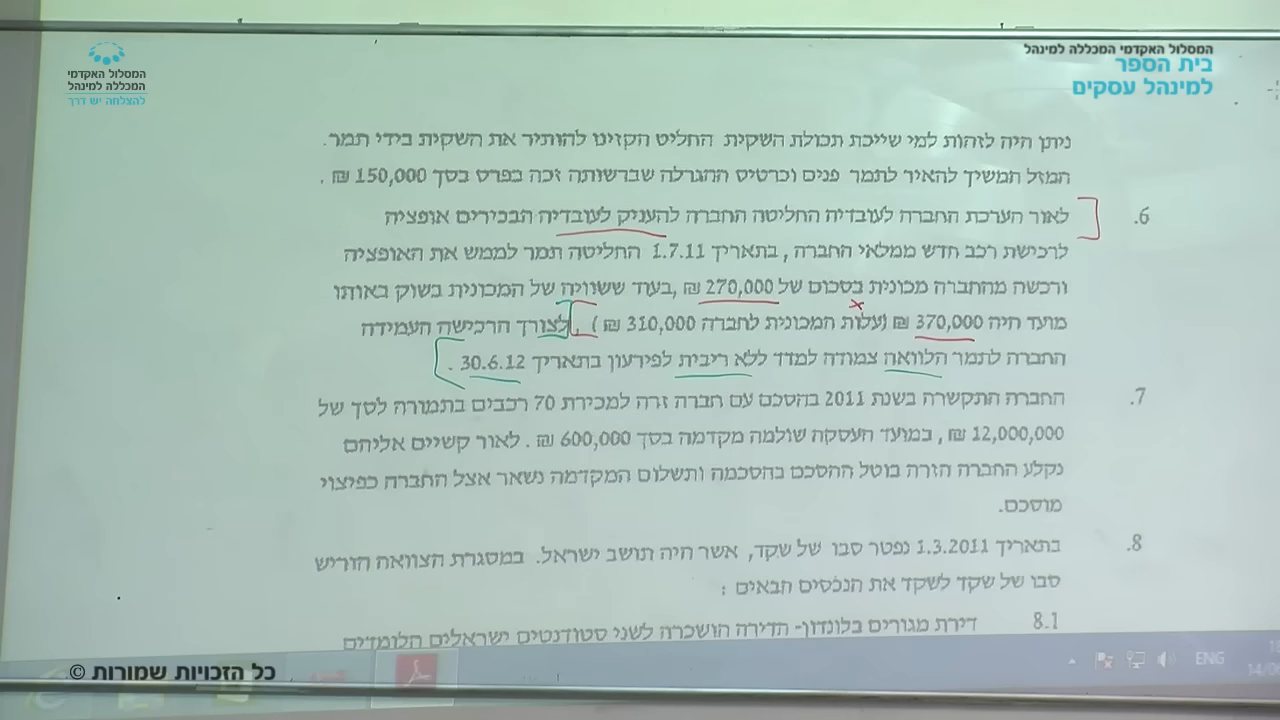 המסלול האקדמי המכללה למינהל
בית הספר
למינהל עסקים
המסלול האקדמי
המכללה למינהל
להצלחה יש דרך
ניתן היה לזהות למי שייכת תכולת השקית החליט הקזינו להותיר את השקית בידי תמר.
המזל תמשיך להאיר לתמר פנים וכרטיס ההגרלה שברשותה זכה בפרס בסך 150,000 ₪ .
6. לאור הערכת החברה לעובדיה החליטה החברה להעניק לעובדיה הבכירים אופציה
לרכישת רכב חדש ממלאי החברה , בתאריך 1.7.11 החליטה תמר לממש את האופציה
ורכשה מהחברה מכונית בסכום של 270,000 ₪ ,בעוד ששוויה של המכונית בשוק באותו
מועד היה 370,000 ₪ (עלות המכונית לחברה 310,000 ₪ ) , לצורך הרכישה העמידה
החברה לתמר הלוואה צמודה למדד ללא ריבית לפירעון בתאריך 30.6.12 .
7. החברה התקשרה בשנת 2011 בהסכם עם חברה זרה למכירת 70 רכבים בתמורה לסך של
12,000,000 ₪ , במועד העסקה שולמה מקדמה בסך 600,000 ₪ . לאור קשיים אליהם
נקלע החברה הזרה בוטל ההסכם בהסכמה ותשלום המקדמה נשאר אצל החברה כפיצוי
מוסכם.
8. בתאריך 1.3.2011 נפטר סבו של שקד, אשר היה תושב ישראל. במסגרת הצוואה הוריש
סבו של שקד לשקד את הנכסים הבאים :
8.1 דירת מגורים בלונדון- הדירה הושכרה לשני סטודנטים ישראלים הלומדים
ENG
כל הזכויות שמורות ©